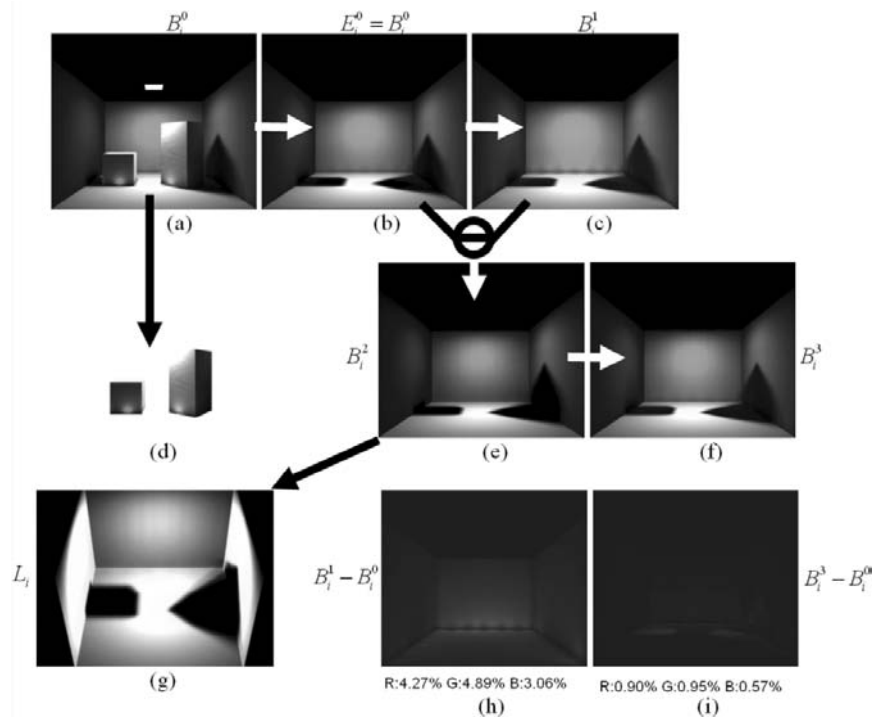 B_i^0 E_i^0 = B_i^0 B_i^1
(a) (b) (c)
B_i^2 B_i^3
(d) (e) (f)
L_i B_i^1 − B_i^0 B_i^3 − B_i^0
R:4.27% G:4.89% B:3.06% R:0.90% G:0.95% B:0.57%
(g) (h) (i)